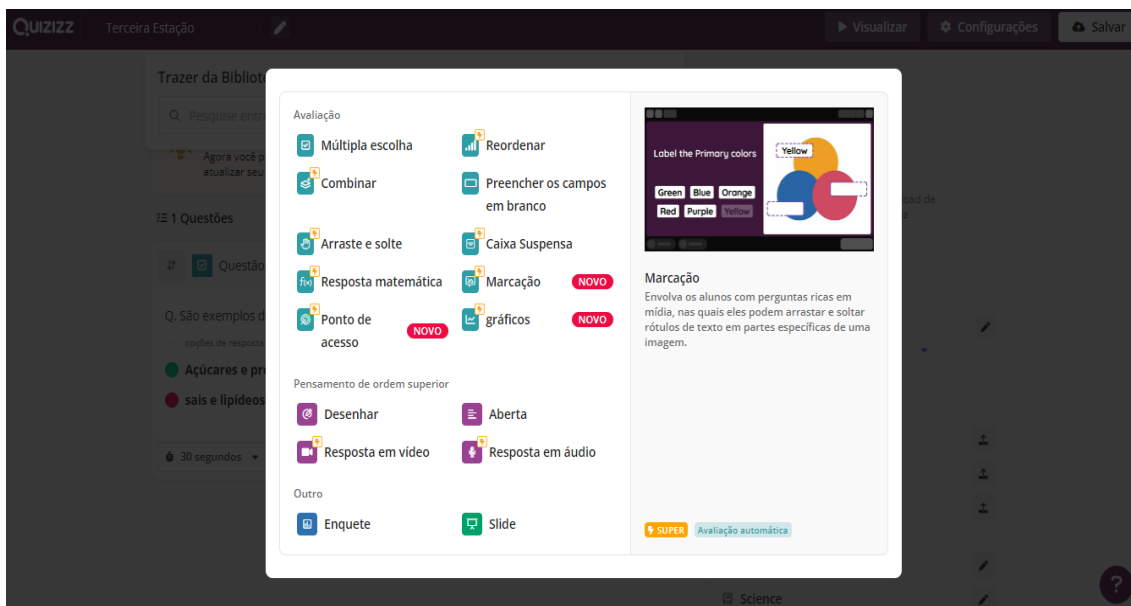 QUIZIZZ
Terceira Estação
Visualizar
Configurações
Salvar
Trazer da Bibliot
Pesquise entre
Agora você p
atualizar seu
1 Questões
Questão
Q. São exemplos d
opções de resposta
Açúcares e pr
sais e lipídeos
30 segundos
Avaliação
Múltipla escolha
Reordenar
Combinar
Preencher os campos
em branco
Arraste e solte
Caixa Suspensa
f(x) Resposta matemática
Marcação NOVO
Ponto de
acesso NOVO
gráficos NOVO
Pensamento de ordem superior
Desenhar
Aberta
Resposta em vídeo
Resposta em áudio
Outro
Enquete
Slide
Label the Primary colors
Yellow
Green Blue Orange
Red Purple Yellow
Marcação
Envolva os alunos com perguntas ricas em
mídia, nas quais eles podem arrastar e soltar
rótulos de texto em partes específicas de uma
imagem.
SUPER Avaliação automática
oad de
Science
?